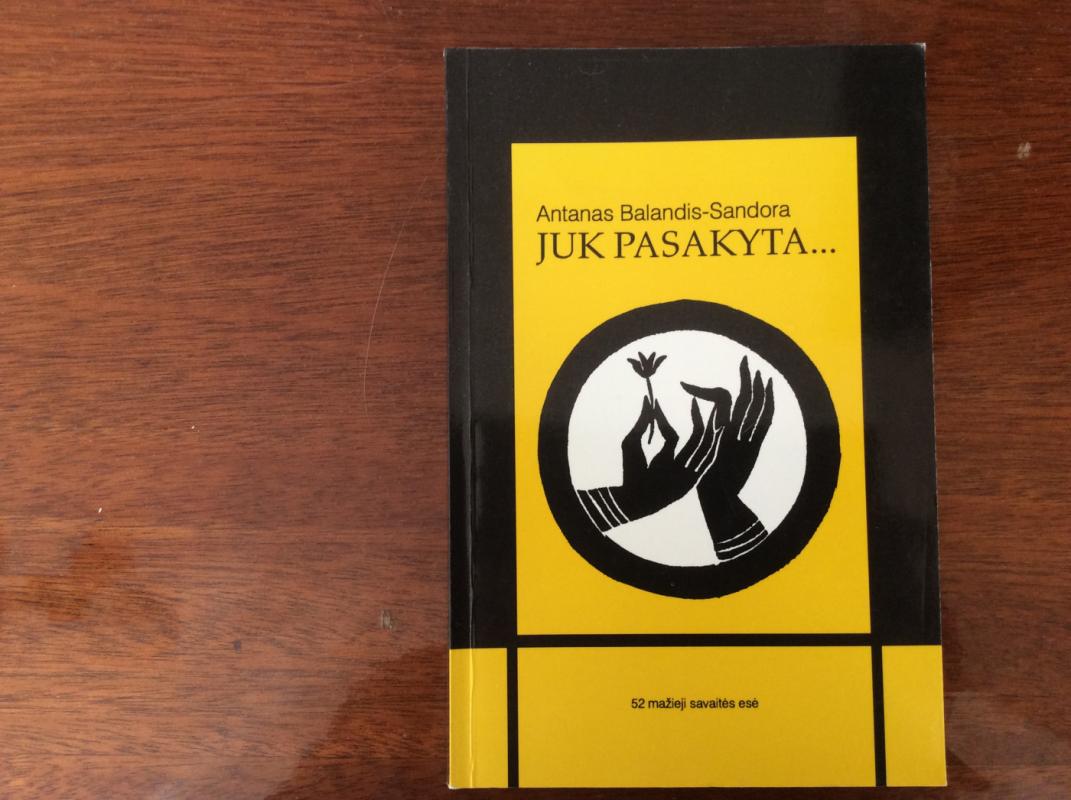 Antanas Balandis-Sandora
JUK PASAKYTA...
52 mažieji savaitės esė